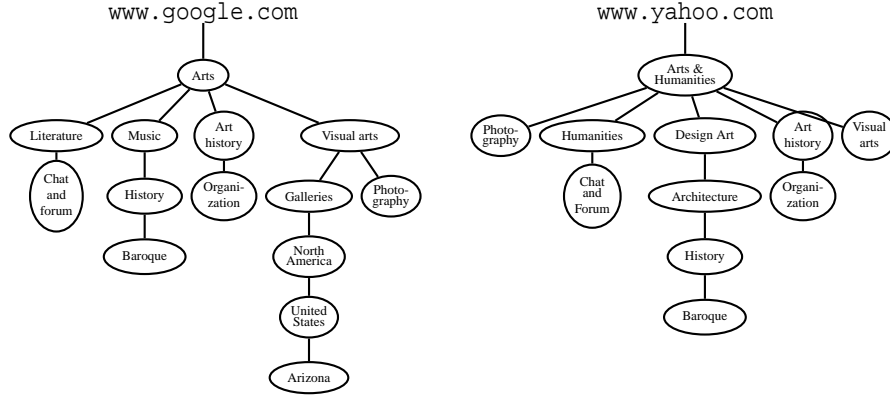 www.google.com
www.yahoo.com
Arts
Arts &
Humanities
Literature
Music
Art
history
Visual arts
Photo-
graphy
Humanities
Design Art
Art
history
Visual
arts
Chat
and
forum
History
Organi-
zation
Galleries
Photo-
graphy
Chat
and
Forum
Architecture
Organi-
zation
Baroque
North
America
History
United
States
Baroque
Arizona